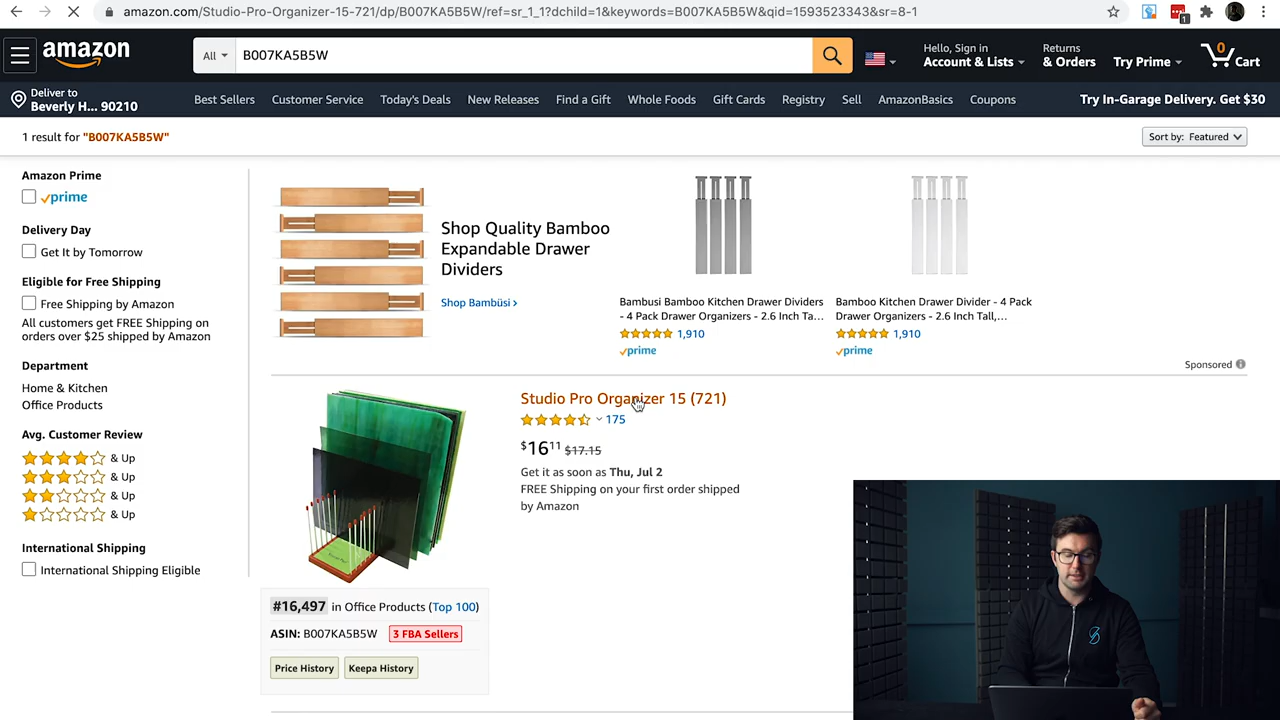 amazon.com/Studio-Pro-Organizer-15-721/dp/B007KA5B5W/ref=sr_1_1?dchild=1&keywords=B007KA5B5W&qid=1593523343&sr=8-1
1
amazon
All
B007KA5B5W
Hello, Sign in
Account & Lists
Returns
& Orders
Try Prime
0
Cart
Deliver to
Beverly H... 90210
Best Sellers
Customer Service
Today's Deals
New Releases
Find a Gift
Whole Foods
Gift Cards
Registry
Sell
AmazonBasics
Coupons
Try In-Garage Delivery. Get $30
1 result for "B007KA5B5W"
Sort by: Featured
Amazon Prime
prime
Delivery Day
Get It by Tomorrow
Eligible for Free Shipping
Free Shipping by Amazon
All customers get FREE Shipping on
orders over $25 shipped by Amazon
Department
Home & Kitchen
Office Products
Avg. Customer Review
& Up
& Up
& Up
& Up
International Shipping
International Shipping Eligible
Shop Quality Bamboo
Expandable Drawer
Dividers
Shop Bambüsi ›
Bambusi Bamboo Kitchen Drawer Dividers
- 4 Pack Drawer Organizers - 2.6 Inch Ta...
1,910
prime
Bamboo Kitchen Drawer Divider - 4 Pack
Drawer Organizers - 2.6 Inch Tall,...
1,910
prime
Sponsored
Studio Pro Organizer 15 (721)
175
$16 11 $17.15
Get it as soon as Thu, Jul 2
FREE Shipping on your first order shipped
by Amazon
#16,497 in Office Products (Top 100)
ASIN: B007KA5B5W 3 FBA Sellers
Price History
Keepa History